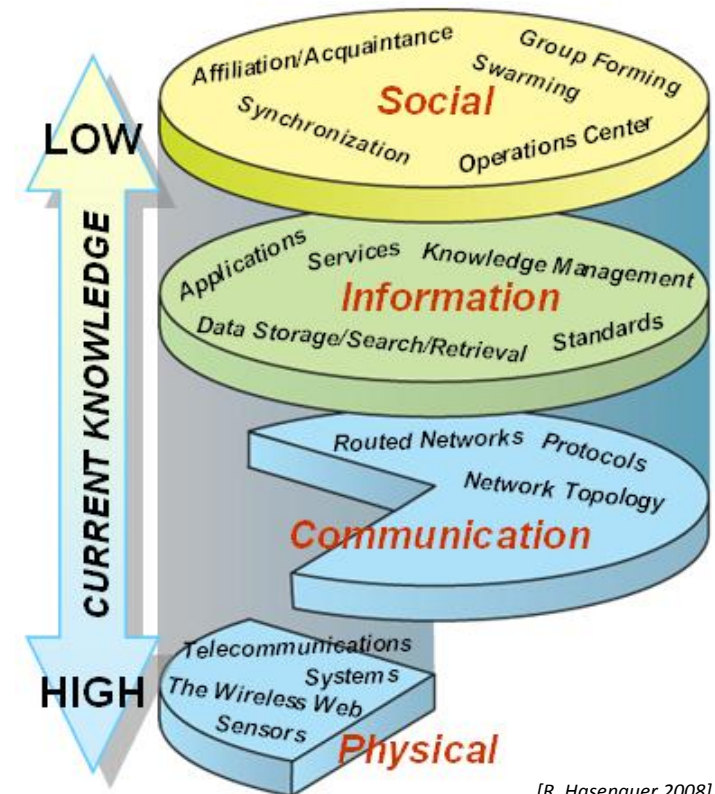 Affiliation/Acquaintance
Group Forming
Swarming
Social
Synchronization
Operations Center
LOW
CURRENT KNOWLEDGE
HIGH
Applications
Services
Knowledge Management
Information
Data Storage/Search/Retrieval
Standards
Routed Networks
Protocols
Network Topology
Communication
Telecommunications
Systems
The Wireless Web
Sensors
Physical
[R. Hasenauer 2008]